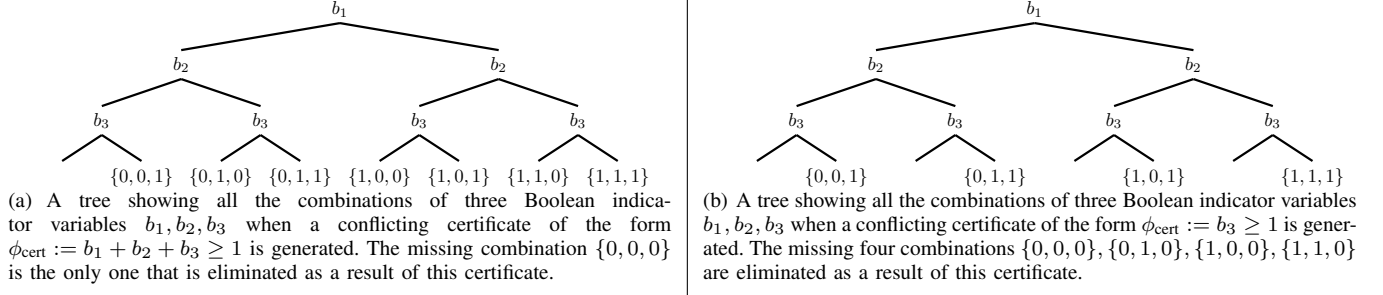 b₁
b₂ b₂
b₃ b₃ b₃ b₃
{0, 0, 1} {0, 1, 0} {0, 1, 1} {1, 0, 0} {1, 0, 1} {1, 1, 0} {1, 1, 1}
(a) A tree showing all the combinations of three Boolean indica-
tor variables b₁, b₂, b₃ when a conflicting certificate of the form
ϕcert := b₁ + b₂ + b₃ ≥ 1 is generated. The missing combination {0, 0, 0}
is the only one that is eliminated as a result of this certificate.
b₁
b₂ b₂
b₃ b₃ b₃ b₃
{0, 0, 1} {0, 1, 1} {1, 0, 1} {1, 1, 1}
(b) A tree showing all the combinations of three Boolean indicator variables
b₁, b₂, b₃ when a conflicting certificate of the form ϕcert := b₃ ≥ 1 is gener-
ated. The missing four combinations {0, 0, 0}, {0, 1, 0}, {1, 0, 0}, {1, 1, 0}
are eliminated as a result of this certificate.